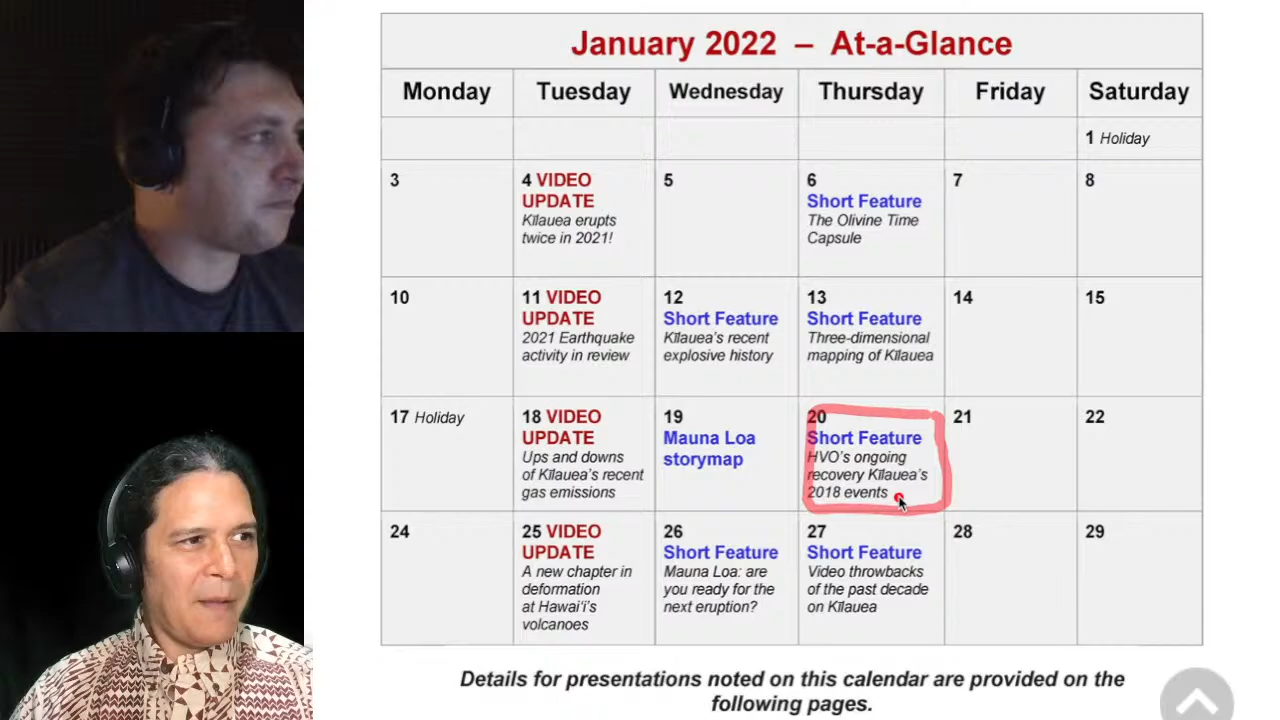 January 2022 – At-a-Glance
Monday Tuesday Wednesday Thursday Friday Saturday
1 Holiday
3
4 VIDEO
UPDATE
Kīlauea erupts
twice in 2021!
5
6
Short Feature
The Olivine Time
Capsule
7
8
10
11 VIDEO
UPDATE
2021 Earthquake
activity in review
12
Short Feature
Kīlauea's recent
explosive history
13
Short Feature
Three-dimensional
mapping of Kīlauea
14
15
17 Holiday
18 VIDEO
UPDATE
Ups and downs
of Kīlauea's recent
gas emissions
19
Mauna Loa
storymap
20
Short Feature
HVO's ongoing
recovery Kīlauea's
2018 events
21
22
24
25 VIDEO
UPDATE
A new chapter in
deformation
at Hawai‘i's
volcanoes
26
Short Feature
Mauna Loa: are
you ready for the
next eruption?
27
Short Feature
Video throwbacks
of the past decade
on Kīlauea
28
29
Details for presentations noted on this calendar are provided on the
following pages.